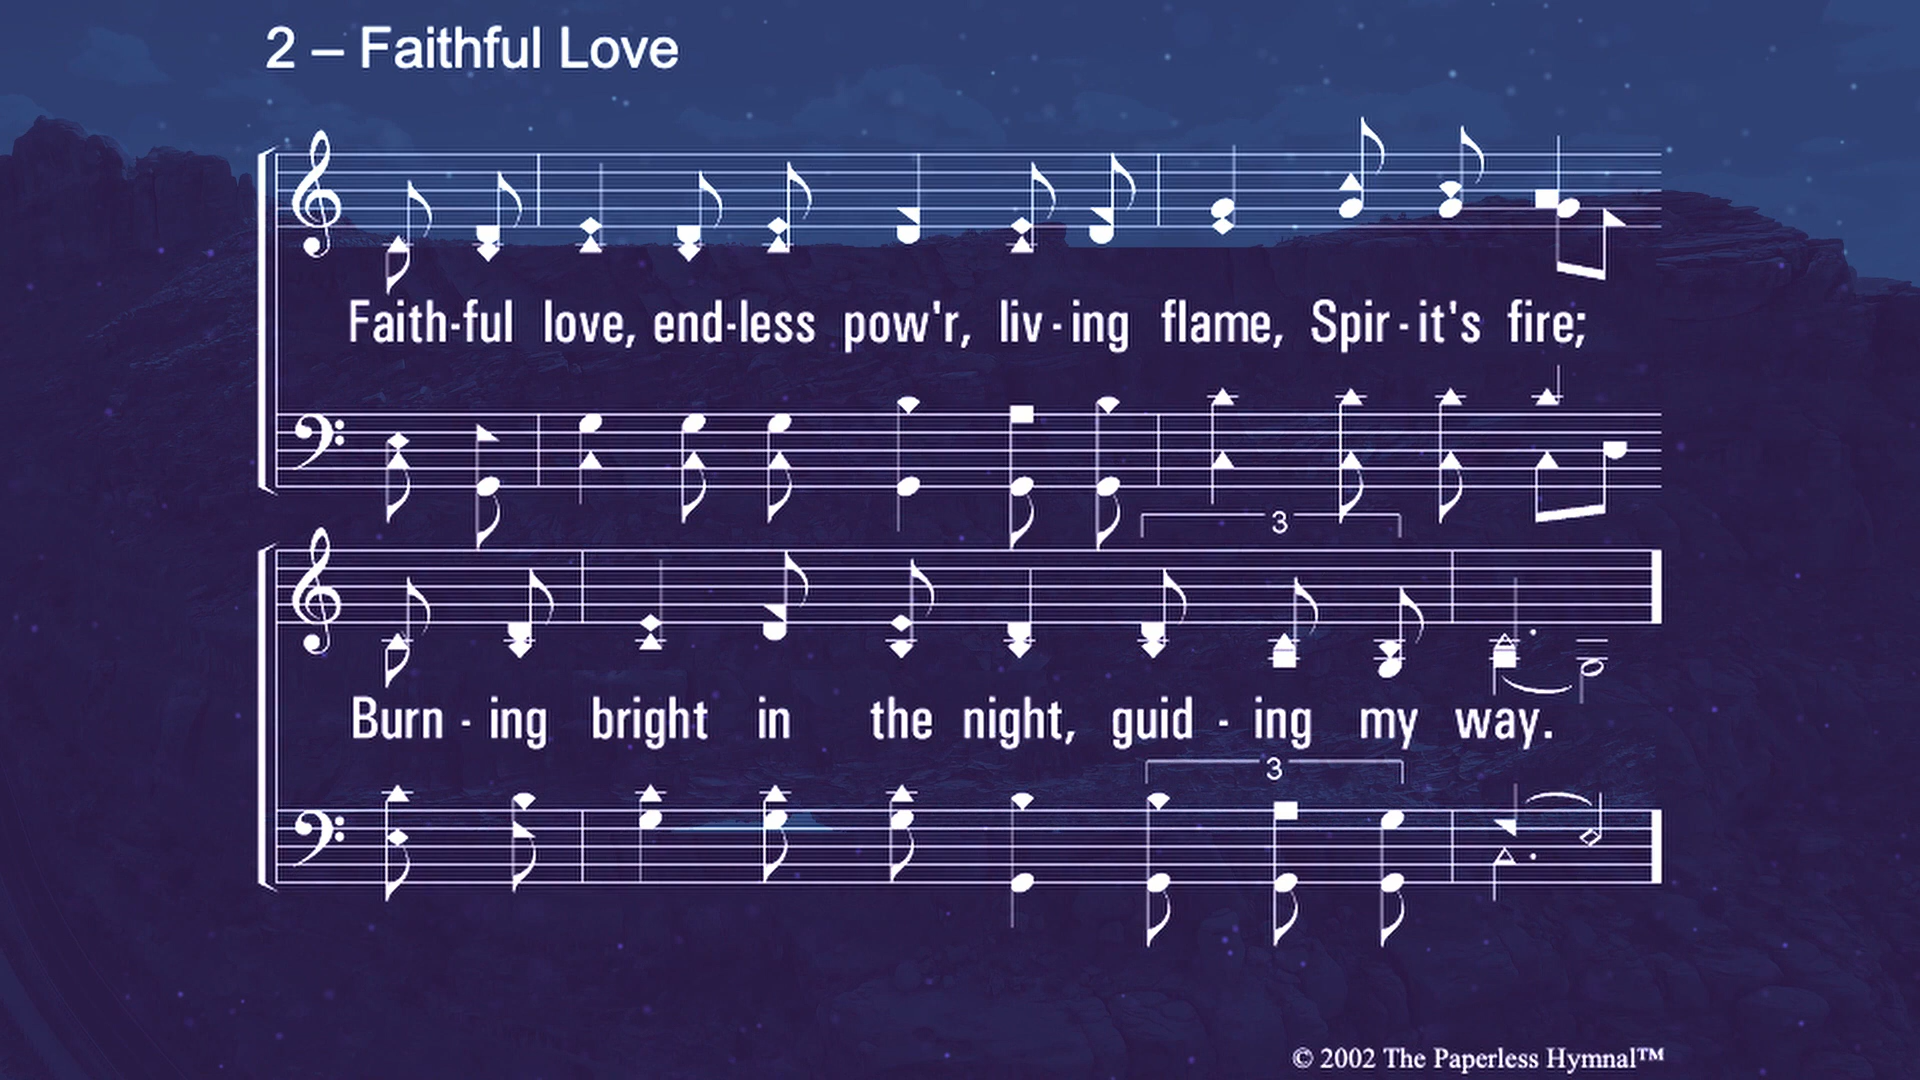 2 – Faithful Love
Faith-ful love, end-less pow'r, liv-ing flame, Spir-it's fire;
3
Burn-ing bright in the night, guid-ing my way.
3
© 2002 The Paperless Hymnal™